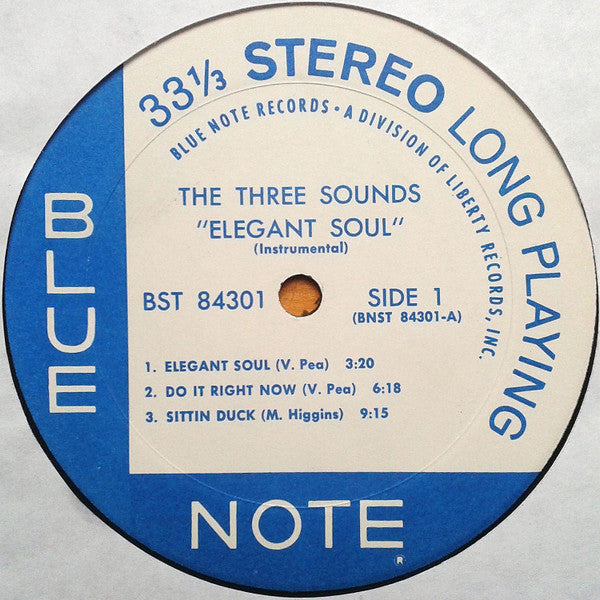 33⅓ STEREO LONG PLAYING
BLUE NOTE RECORDS • A DIVISION OF LIBERTY RECORDS, INC.
THE THREE SOUNDS
"ELEGANT SOUL"
(Instrumental)
BST 84301
SIDE 1
(BNST 84301-A)
1. ELEGANT SOUL (V. Pea) 3:20
2. DO IT RIGHT NOW (V. Pea) 6:18
3. SITTIN DUCK (M. Higgins) 9:15
BLUE
NOTE
®